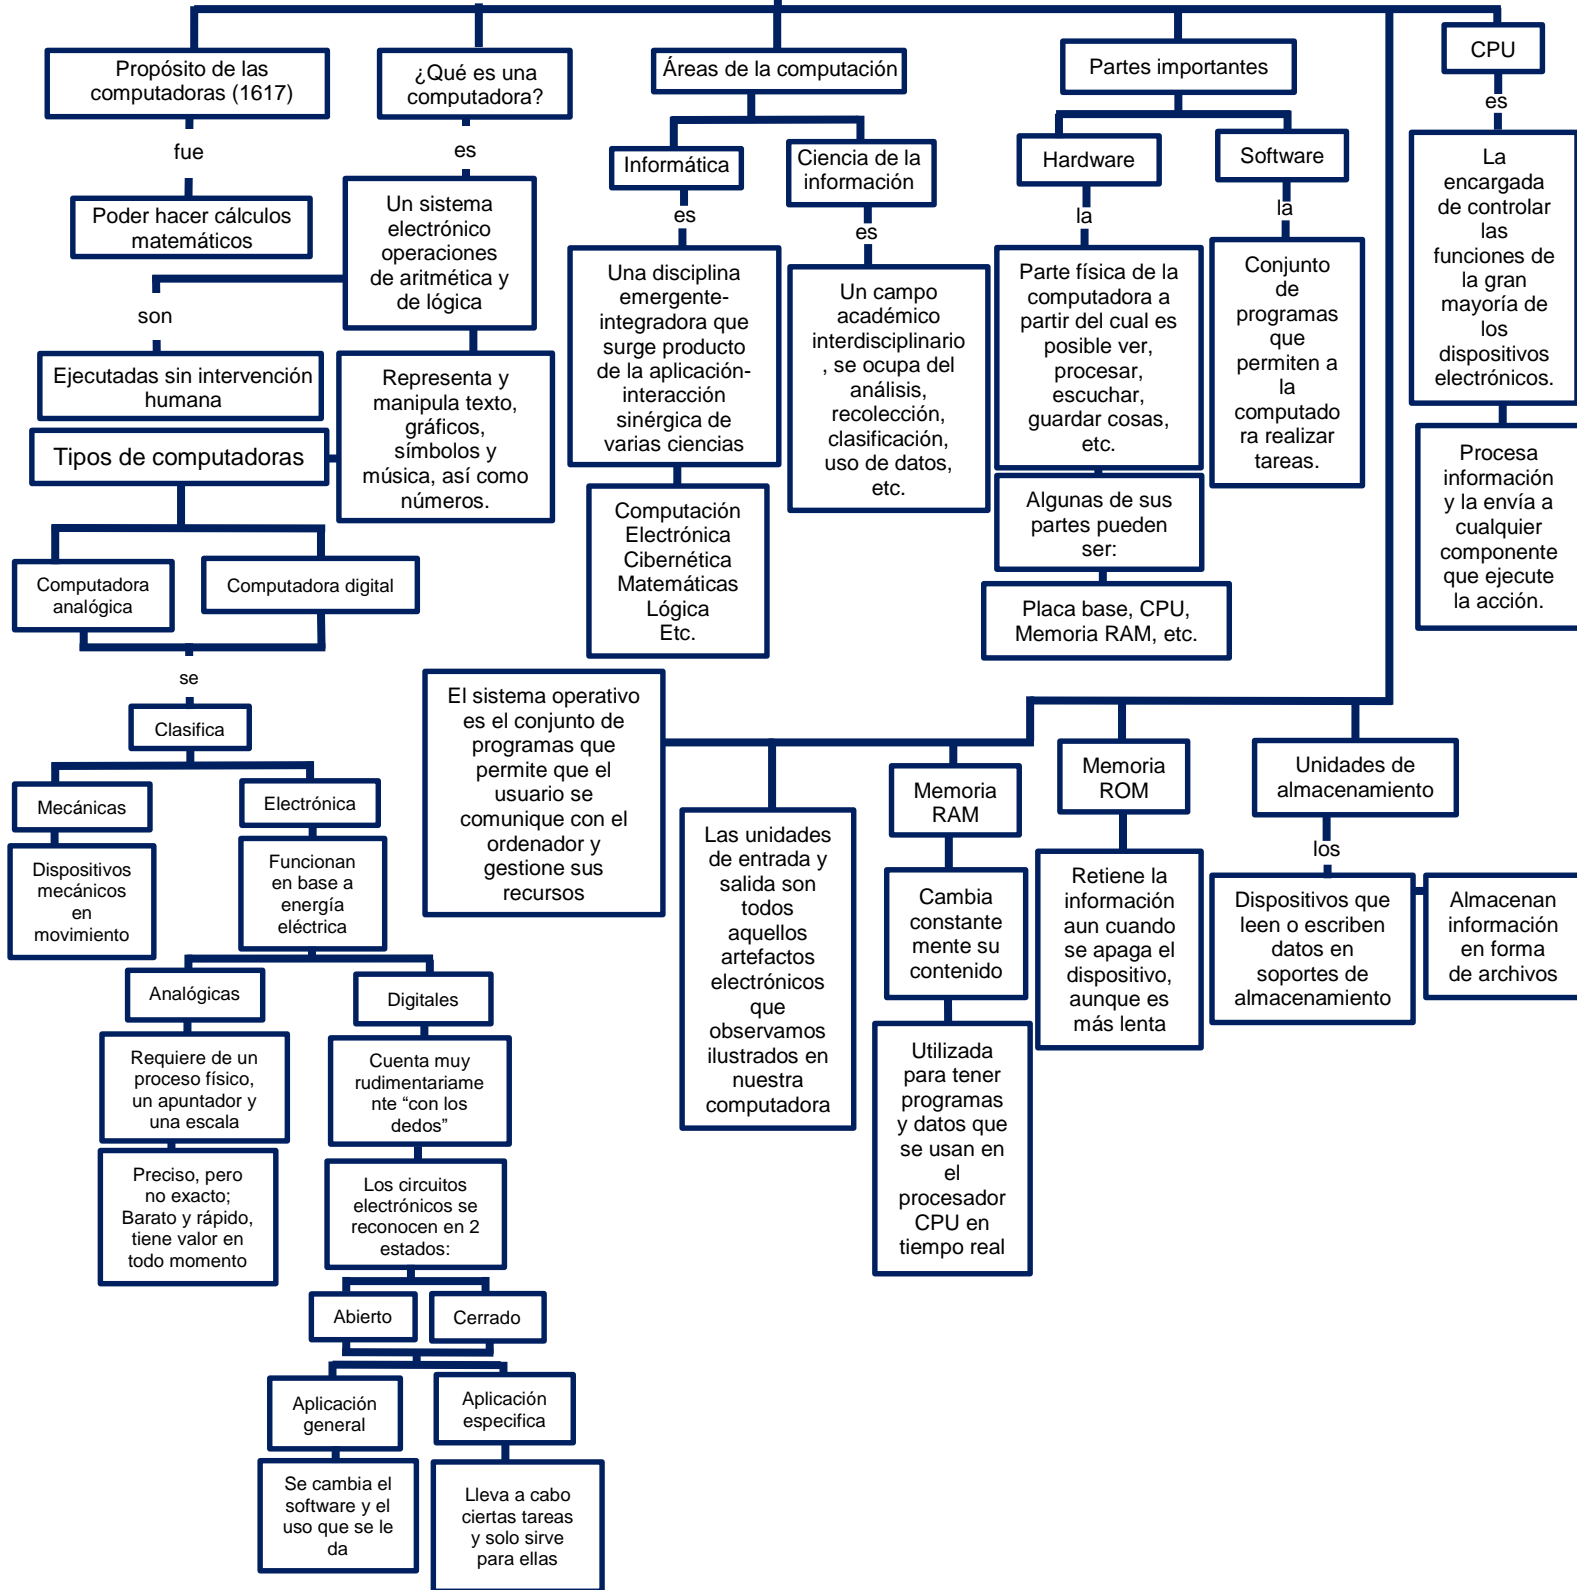 Propósito de las
computadoras (1617)
fue
Poder hacer cálculos
matemáticos
¿Qué es una
computadora?
es
Un sistema
electrónico
operaciones
de aritmética y
de lógica
son
Ejecutadas sin intervención
humana
Representa y
manipula texto,
gráficos,
símbolos y
música, así como
números.
Tipos de computadoras
Computadora
analógica
Computadora digital
se
Clasifica
Mecánicas
Dispositivos
mecánicos
en
movimiento
Electrónica
Funcionan
en base a
energía
eléctrica
Analógicas
Requiere de un
proceso físico,
un apuntador y
una escala
Preciso, pero
no exacto;
Barato y rápido,
tiene valor en
todo momento
Digitales
Cuenta muy
rudimentariame
nte “con los
dedos”
Los circuitos
electrónicos se
reconocen en 2
estados:
Abierto
Cerrado
Aplicación
general
Se cambia el
software y el
uso que se le
da
Aplicación
especifica
Lleva a cabo
ciertas tareas
y solo sirve
para ellas
Áreas de la computación
Informática
es
Una disciplina
emergente-
integradora que
surge producto
de la aplicación-
interacción
sinérgica de
varias ciencias
Computación
Electrónica
Cibernética
Matemáticas
Lógica
Etc.
Ciencia de la
información
es
Un campo
académico
interdisciplinario
, se ocupa del
análisis,
recolección,
clasificación,
uso de datos,
etc.
Partes importantes
Hardware
la
Parte física de la
computadora a
partir del cual es
posible ver,
procesar,
escuchar,
guardar cosas,
etc.
Algunas de sus
partes pueden
ser:
Placa base, CPU,
Memoria RAM, etc.
Software
la
Conjunto
de
programas
que
permiten a
la
computado
ra realizar
tareas.
CPU
es
La
encargada
de controlar
las
funciones de
la gran
mayoría de
los
dispositivos
electrónicos.
Procesa
información
y la envía a
cualquier
componente
que ejecute
la acción.
El sistema operativo
es el conjunto de
programas que
permite que el
usuario se
comunique con el
ordenador y
gestione sus
recursos
Las unidades
de entrada y
salida son
todos
aquellos
artefactos
electrónicos
que
observamos
ilustrados en
nuestra
computadora
Memoria
RAM
Cambia
constante
mente su
contenido
Utilizada
para tener
programas
y datos que
se usan en
el
procesador
CPU en
tiempo real
Memoria
ROM
Retiene la
información
aun cuando
se apaga el
dispositivo,
aunque es
más lenta
Unidades de
almacenamiento
los
Dispositivos que
leen o escriben
datos en
soportes de
almacenamiento
Almacenan
información
en forma
de archivos